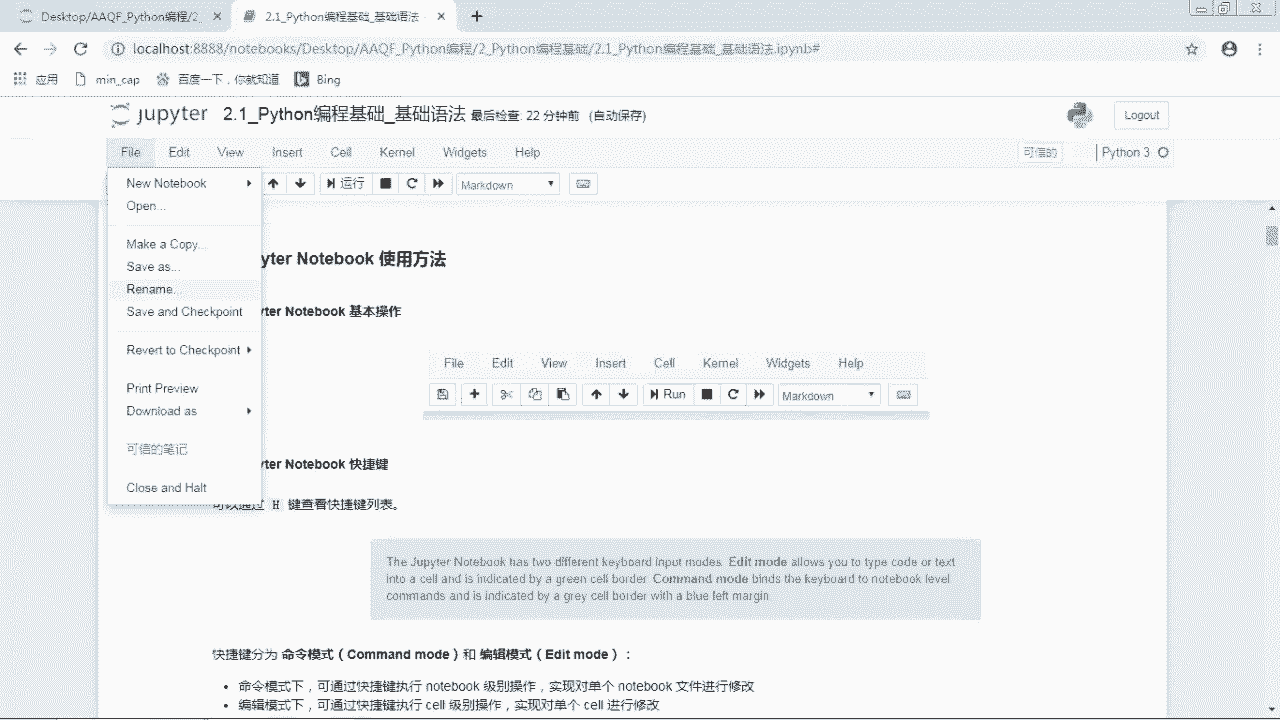 Desktop/AAQF_Python编程/2_
2.1_Python编程基础_基础语法 -
localhost:8888/notebooks/Desktop/AAQF_Python编程/2_Python编程基础/2.1_Python编程基础_基础语法.ipynb#
应用 min_cap 百度一下，你就知道 Bing
jupyter 2.1_Python编程基础_基础语法 最后检查: 22 分钟前 (自动保存) Logout
File Edit View Insert Cell Kernel Widgets Help 可信的 Python 3
运行 Markdown
New Notebook
Open...
Make a Copy...
Save as...
Rename...
Save and Checkpoint
Revert to Checkpoint
Print Preview
Download as
可信的笔记
Close and Halt
yter Notebook 使用方法
yter Notebook 基本操作
File Edit View Insert Cell Kernel Widgets Help
Run Markdown
yter Notebook 快捷键
可以通过 H 键查看快捷键列表。
The Jupyter Notebook has two different keyboard input modes. Edit mode allows you to type code or text
into a cell and is indicated by a green cell border. Command mode binds the keyboard to notebook level
commands and is indicated by a grey cell border with a blue left margin.
快捷键分为 命令模式（Command mode）和 编辑模式（Edit mode）：
• 命令模式下，可通过快捷键执行 notebook 级别操作，实现对单个 notebook 文件进行修改
• 编辑模式下，可通过快捷键执行 cell 级别操作，实现对单个 cell 进行修改